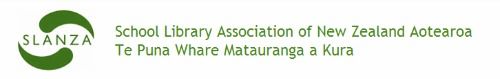 SLANZA
School Library Association of New Zealand Aotearoa
Te Puna Whare Matauranga a Kura